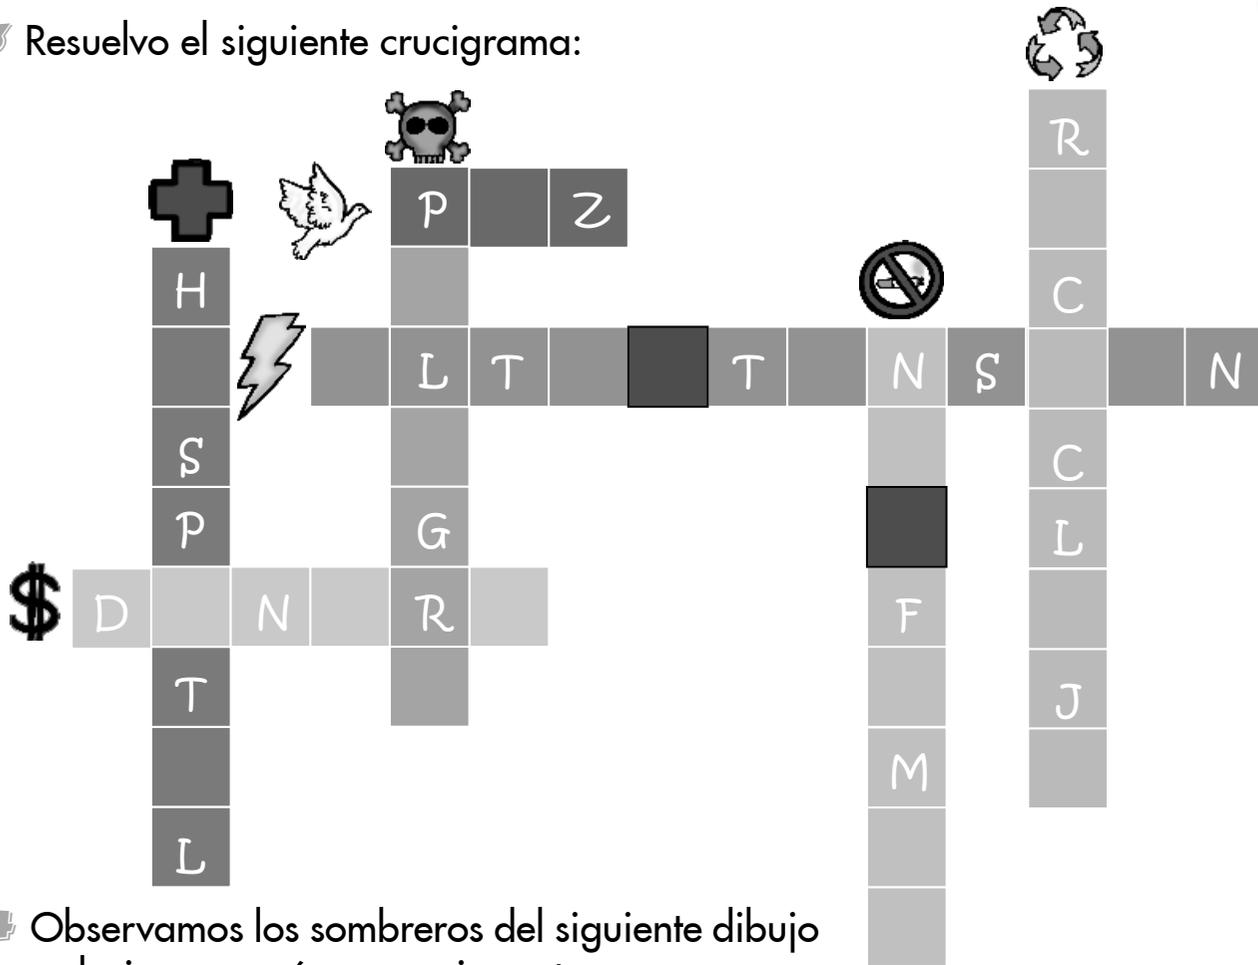 Resuelvo el siguiente crucigrama:
R
P Z
H C
L T T N S N
S C
P G L
$ D N R F
T J
M
L
Observamos los sombreros del siguiente dibujo